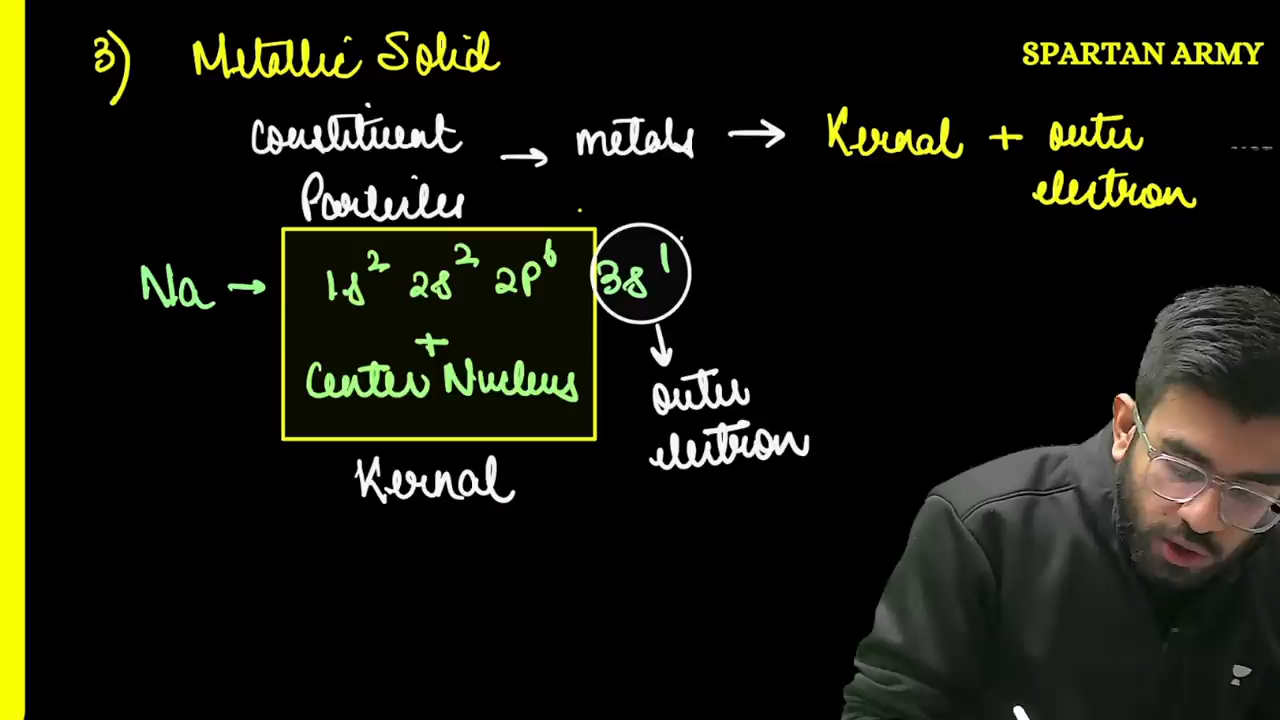 3) Metallic Solid
SPARTAN ARMY
Constituent Particles → metals → Kernal + outer electron
Na → 1s² 2s² 2p⁶ 3s¹
+
Center Nucleus
outer
electron
Kernal